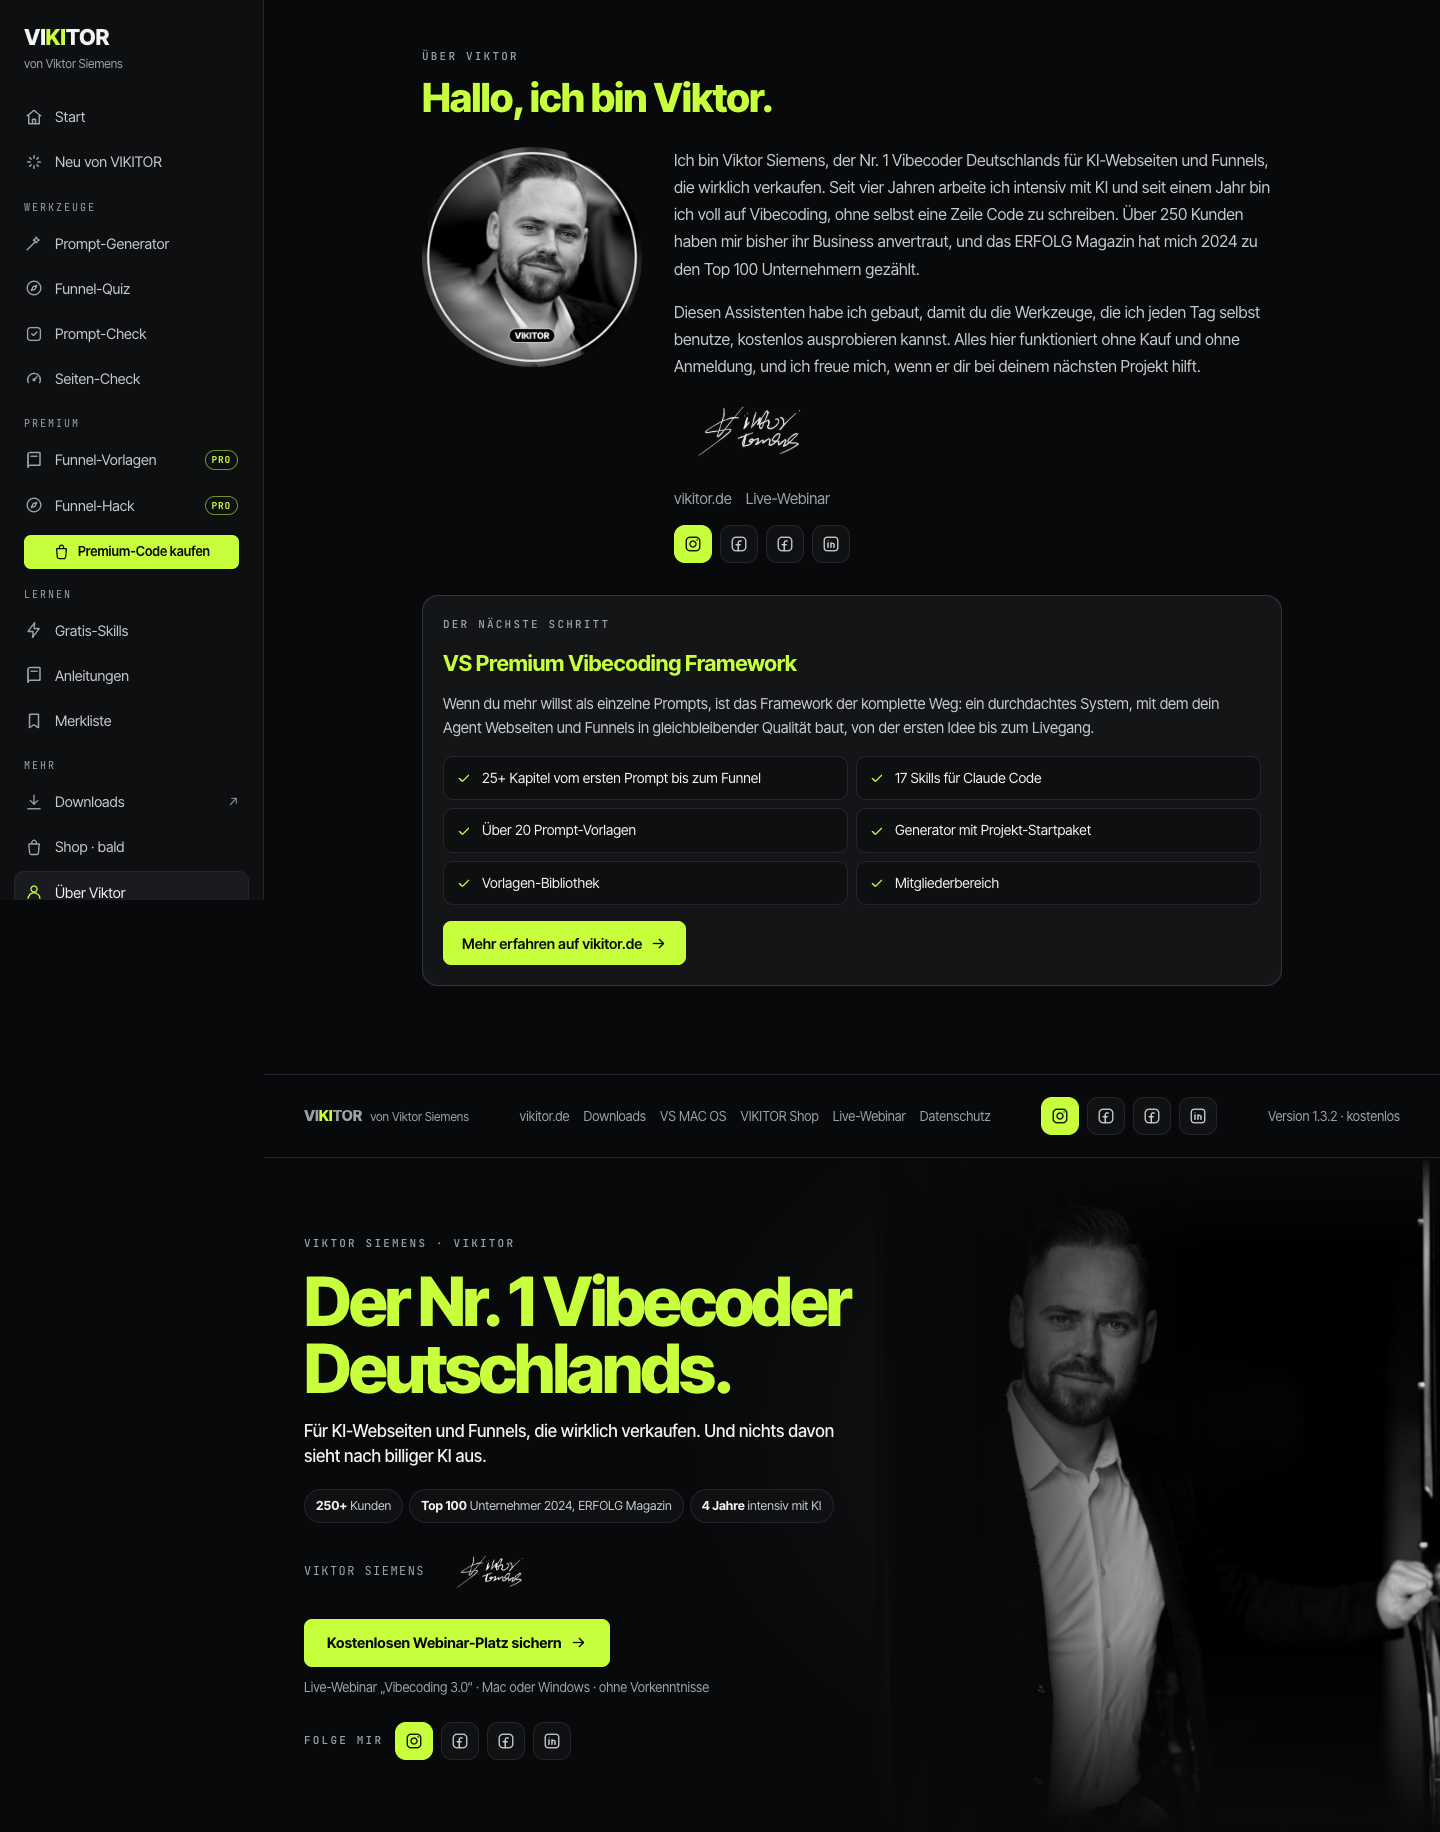 VIKITOR
von Viktor Siemens
Start
Neu von VIKITOR
WERKZEUGE
Prompt-Generator
Funnel-Quiz
Prompt-Check
Seiten-Check
PREMIUM
Funnel-Vorlagen PRO
Funnel-Hack PRO
Premium-Code kaufen
LERNEN
Gratis-Skills
Anleitungen
Merkliste
MEHR
Downloads
Shop · bald
Über Viktor
ÜBER VIKTOR
Hallo, ich bin Viktor.
VIKITOR
Ich bin Viktor Siemens, der Nr. 1 Vibecoder Deutschlands für KI-Webseiten und Funnels,
die wirklich verkaufen. Seit vier Jahren arbeite ich intensiv mit KI und seit einem Jahr bin
ich voll auf Vibecoding, ohne selbst eine Zeile Code zu schreiben. Über 250 Kunden
haben mir bisher ihr Business anvertraut, und das ERFOLG Magazin hat mich 2024 zu
den Top 100 Unternehmern gezählt.
Diesen Assistenten habe ich gebaut, damit du die Werkzeuge, die ich jeden Tag selbst
benutze, kostenlos ausprobieren kannst. Alles hier funktioniert ohne Kauf und ohne
Anmeldung, und ich freue mich, wenn er dir bei deinem nächsten Projekt hilft.
vikitor.de Live-Webinar
DER NÄCHSTE SCHRITT
VS Premium Vibecoding Framework
Wenn du mehr willst als einzelne Prompts, ist das Framework der komplette Weg: ein durchdachtes System, mit dem dein
Agent Webseiten und Funnels in gleichbleibender Qualität baut, von der ersten Idee bis zum Livegang.
25+ Kapitel vom ersten Prompt bis zum Funnel
17 Skills für Claude Code
Über 20 Prompt-Vorlagen
Generator mit Projekt-Startpaket
Vorlagen-Bibliothek
Mitgliederbereich
Mehr erfahren auf vikitor.de
VIKITOR von Viktor Siemens
vikitor.de Downloads VS MAC OS VIKITOR Shop Live-Webinar Datenschutz
Version 1.3.2 · kostenlos
VIKTOR SIEMENS · VIKITOR
Der Nr. 1 Vibecoder
Deutschlands.
Für KI-Webseiten und Funnels, die wirklich verkaufen. Und nichts davon
sieht nach billiger KI aus.
250+ Kunden
Top 100 Unternehmer 2024, ERFOLG Magazin
4 Jahre intensiv mit KI
VIKTOR SIEMENS
Kostenlosen Webinar-Platz sichern
Live-Webinar „Vibecoding 3.0“ · Mac oder Windows · ohne Vorkenntnisse
FOLGE MIR